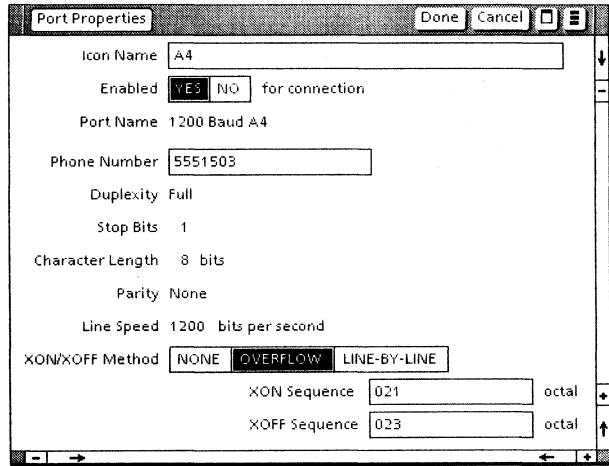 Port Properties Done Cancel
Icon Name A4
Enabled YES NO for connection
Port Name 1200 Baud A4
Phone Number 5551503
Duplexity Full
Stop Bits 1
Character Length 8 bits
Parity None
Line Speed 1200 bits per second
XON/XOFF Method NONE OVERFLOW LINE-BY-LINE
XON Sequence 021 octal
XOFF Sequence 023 octal